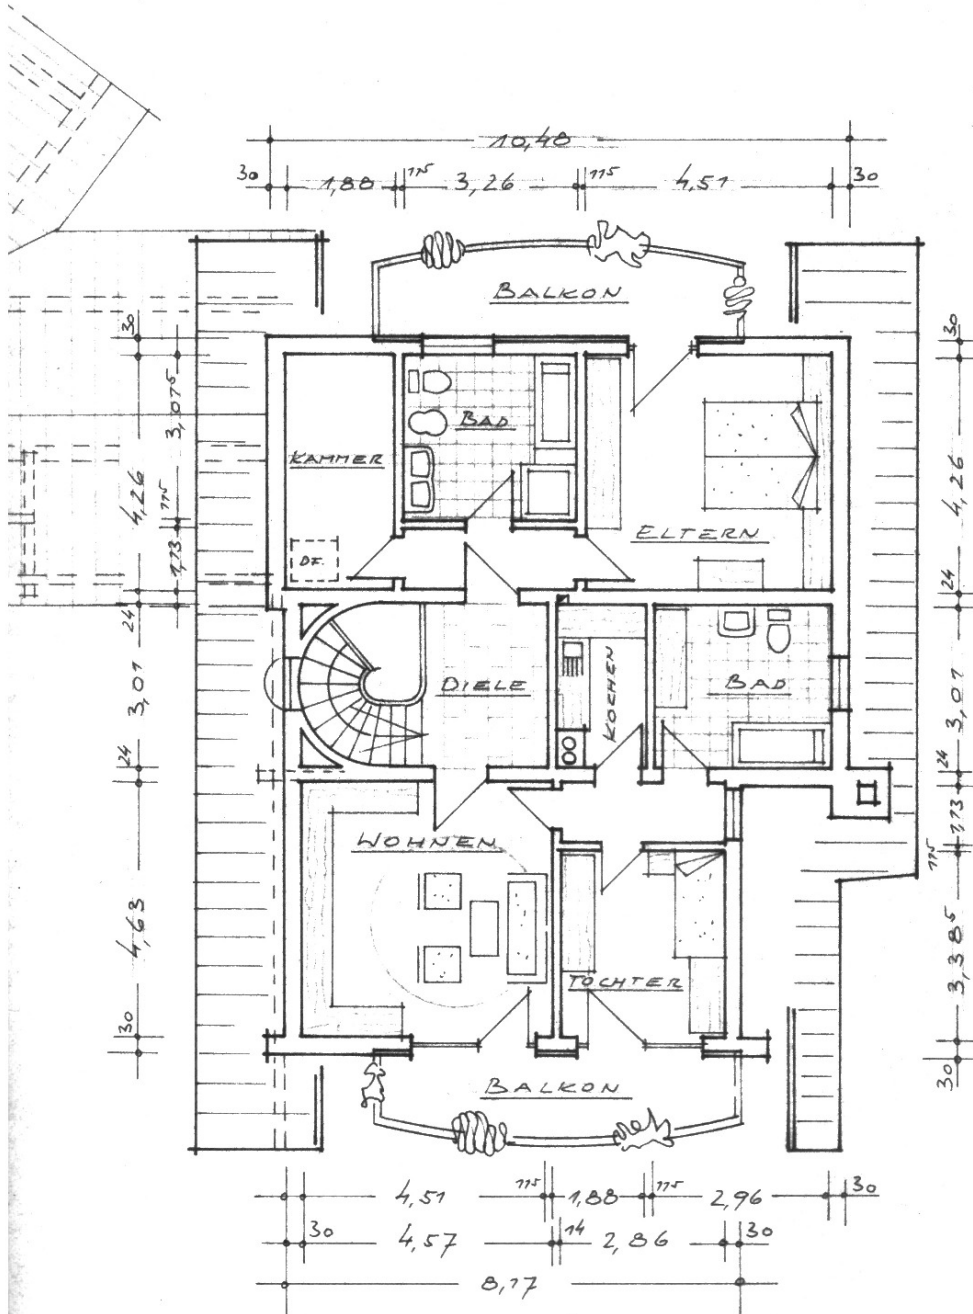 10,48
30 1,88 11⁵ 3,26 11⁵ 4,51 30
BALKON
30
30
3,07⁵
BAD
KAMMER
4,26
4,26
11⁵
ELTERN
DF.
1,73
24
24
DIELE
KOCHEN
BAD
3,01
3,01
24
24
WOHNEN
1,73
11⁵
4,63
3,38⁵
TOCHTER
30
30
BALKON
4,51 11⁵ 1,88 11⁵ 2,96 30
30 4,57 14 2,86 30
8,17